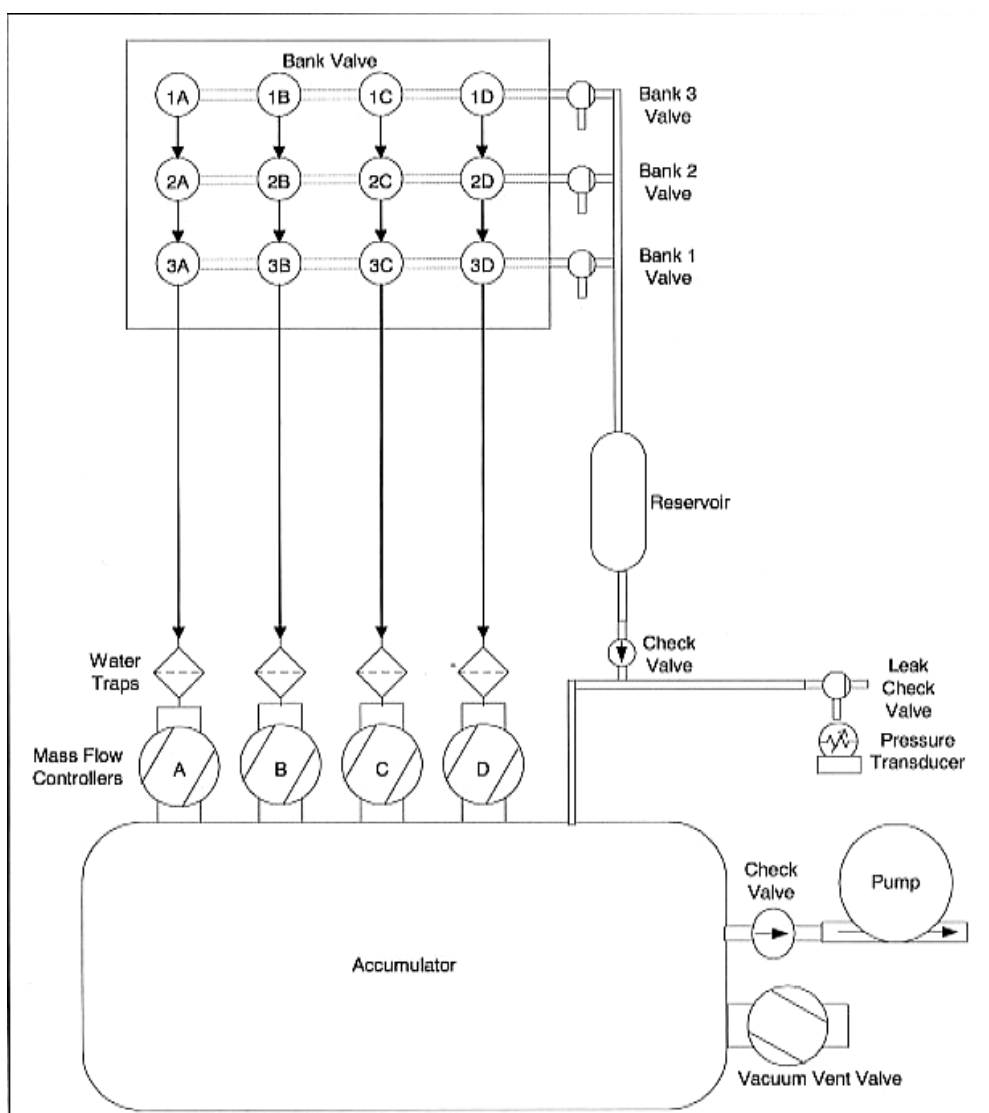 Bank Valve
1A 1B 1C 1D
Bank 3
Valve
2A 2B 2C 2D
Bank 2
Valve
3A 3B 3C 3D
Bank 1
Valve
Reservoir
Water
Traps
Check
Valve
Leak
Check
Valve
Mass Flow
Controllers
A B C D
Pressure
Transducer
Check
Valve
Pump
Accumulator
Vacuum Vent Valve